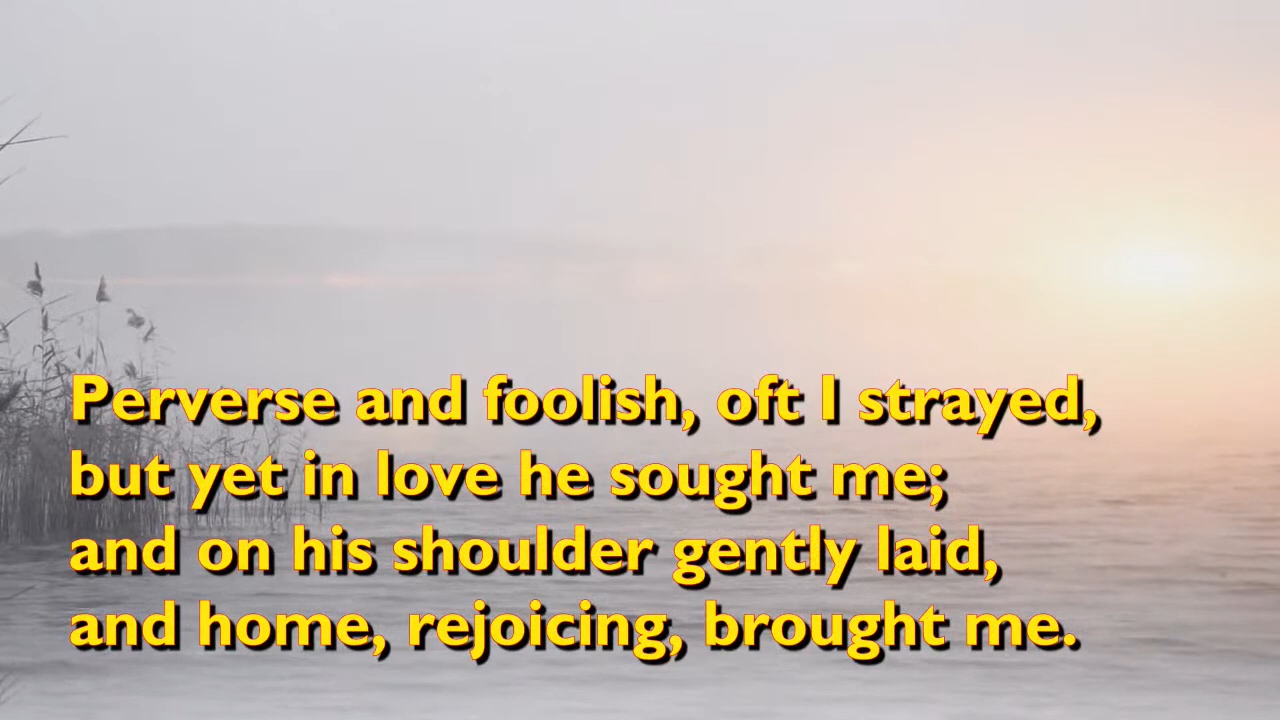 Perverse and foolish, oft I strayed,
but yet in love he sought me;
and on his shoulder gently laid,
and home, rejoicing, brought me.